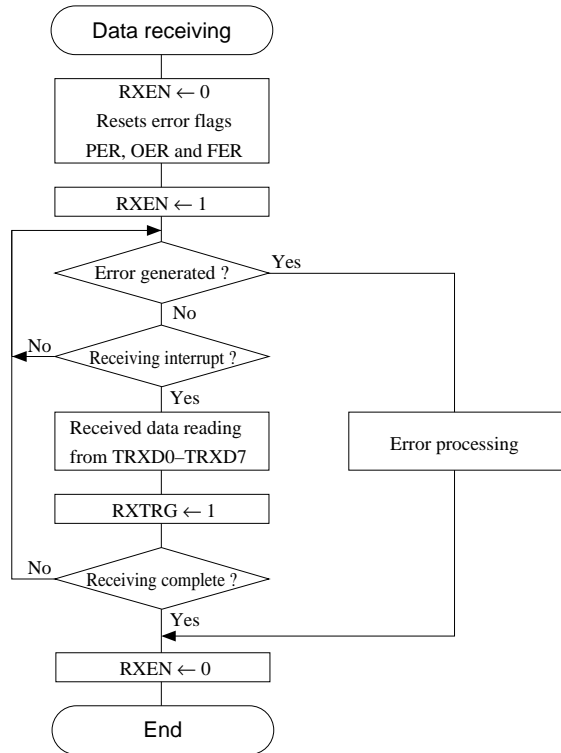 Data receiving
RXEN ← 0
Resets error flags
PER, OER and FER
RXEN ← 1
Error generated ?
Yes
No
Receiving interrupt ?
No
Yes
Received data reading
from TRXD0–TRXD7
Error processing
RXTRG ← 1
Receiving complete ?
No
Yes
RXEN ← 0
End